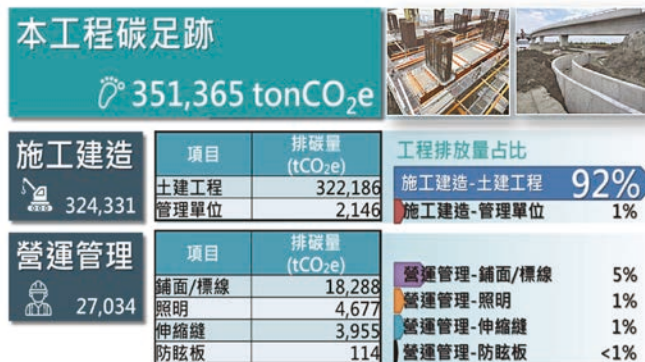 本工程碳足跡
351,365 tonCO₂e
施工建造
324,331
項目 排碳量 (tCO₂e)
土建工程 322,186
管理單位 2,146
工程排放量占比
施工建造-土建工程 92%
施工建造-管理單位 1%
營運管理
27,034
項目 排碳量 (tCO₂e)
鋪面/標線 18,288
照明 4,677
伸縮縫 3,955
防眩板 114
營運管理-鋪面/標線 5%
營運管理-照明 1%
營運管理-伸縮縫 1%
營運管理-防眩板 <1%